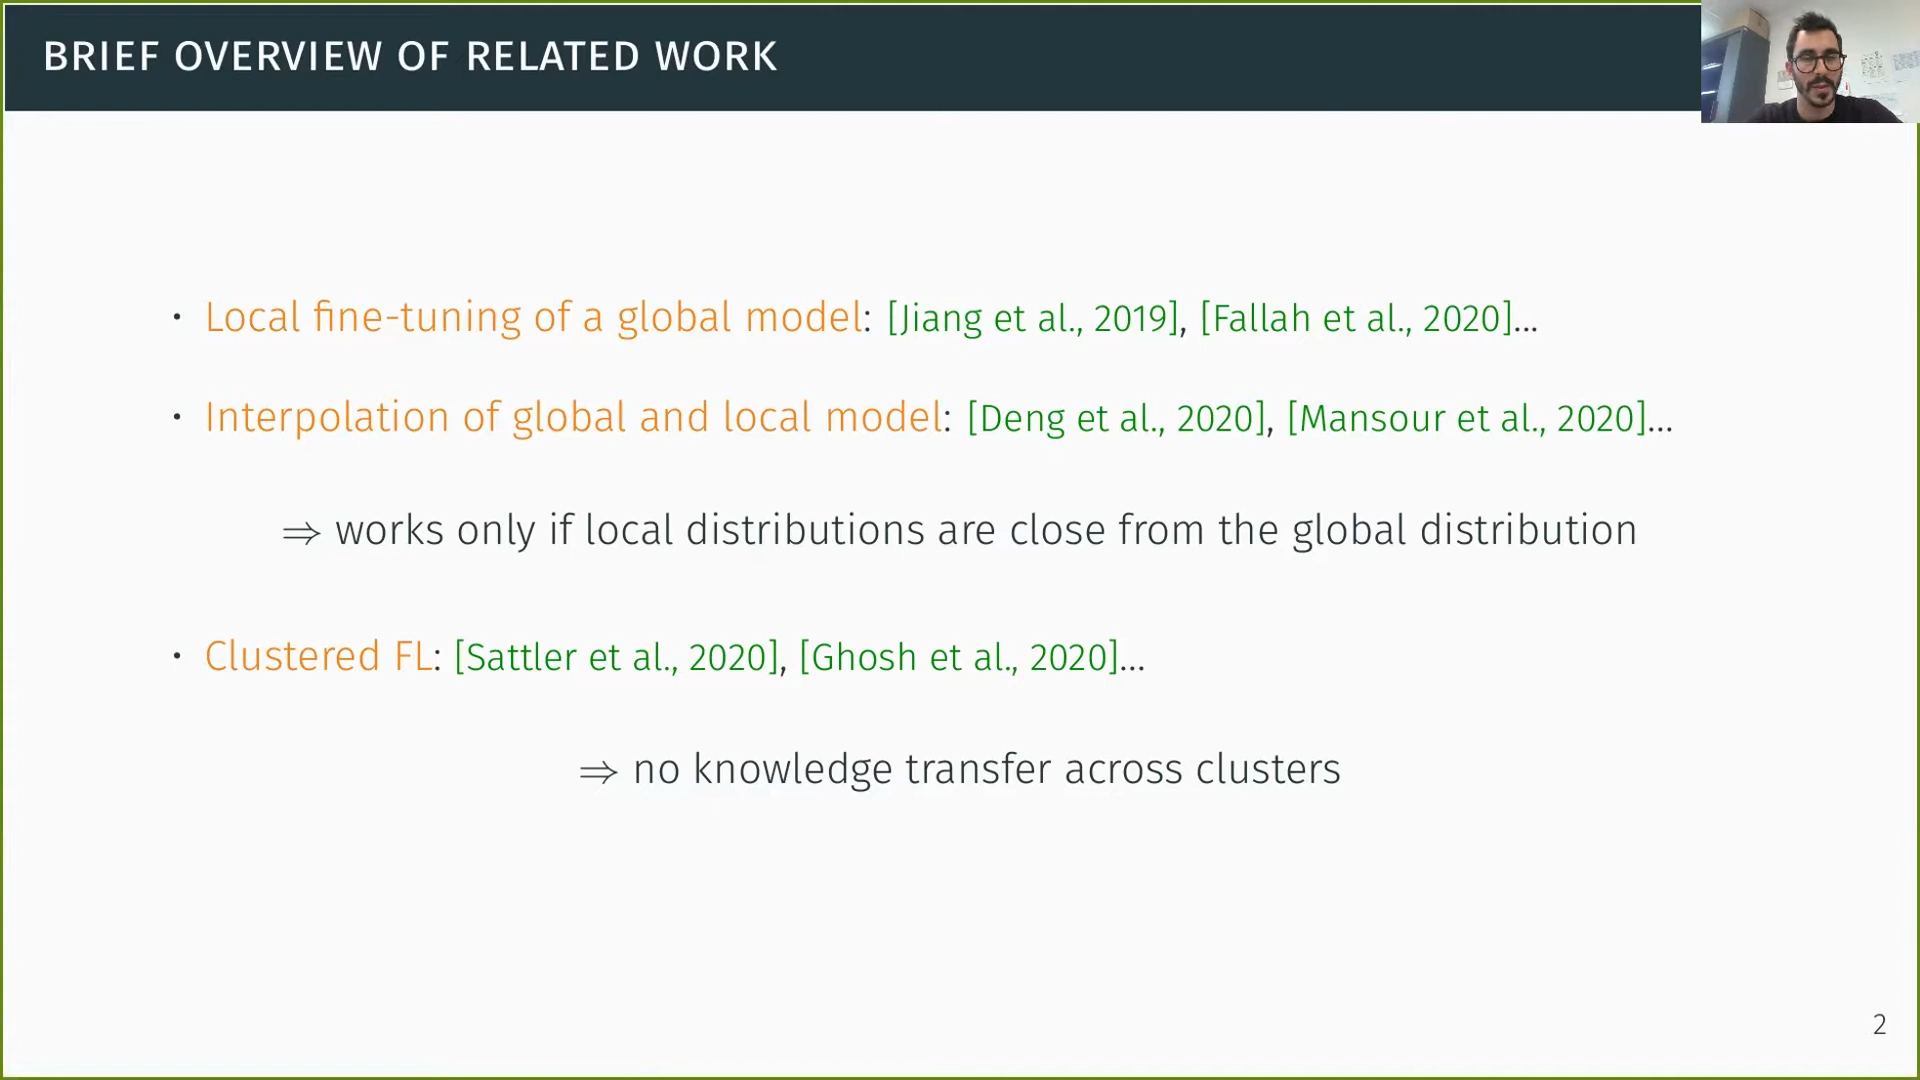 BRIEF OVERVIEW OF RELATED WORK
· Local fine-tuning of a global model: [Jiang et al., 2019], [Fallah et al., 2020]...
· Interpolation of global and local model: [Deng et al., 2020], [Mansour et al., 2020]...
⇒ works only if local distributions are close from the global distribution
· Clustered FL: [Sattler et al., 2020], [Ghosh et al., 2020]...
⇒ no knowledge transfer across clusters
2